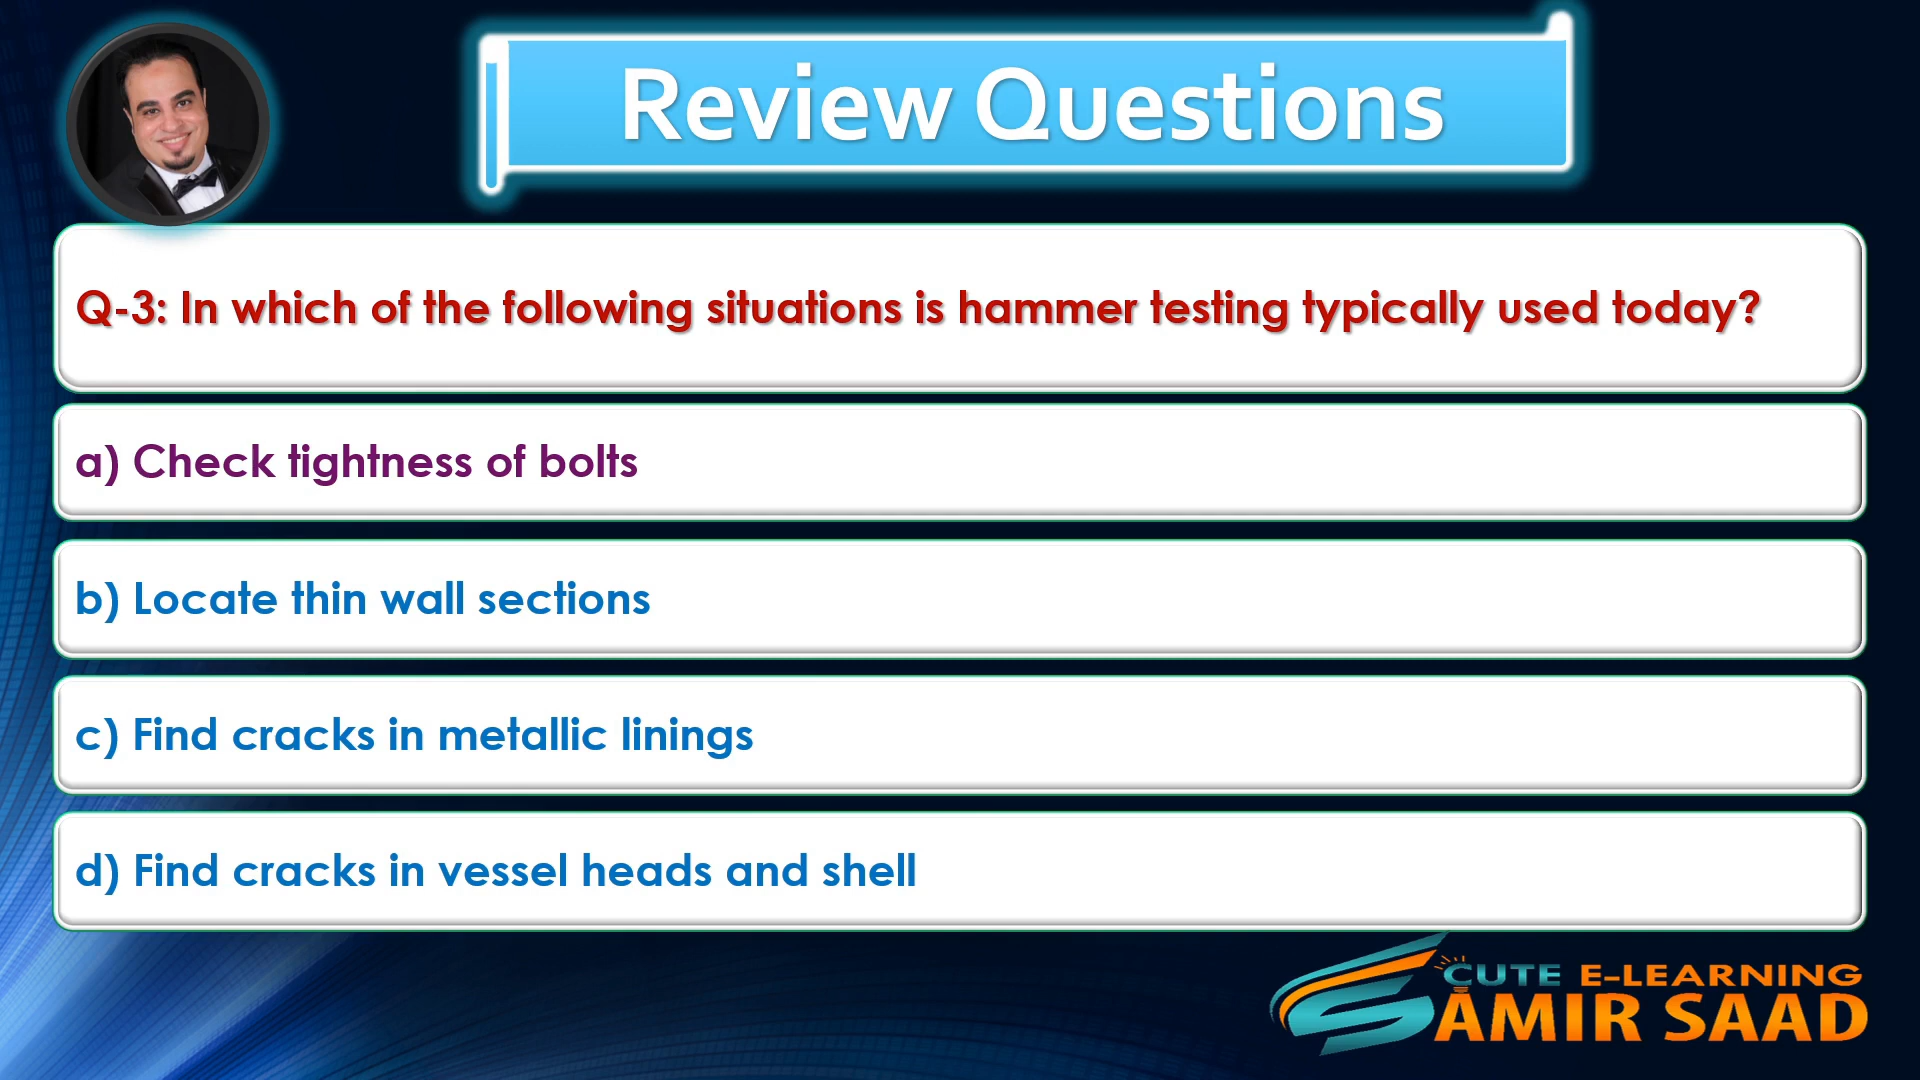 Review Questions
Q-3: In which of the following situations is hammer testing typically used today?
a) Check tightness of bolts
b) Locate thin wall sections
c) Find cracks in metallic linings
d) Find cracks in vessel heads and shell
CUTE E-LEARNING
AMIR SAAD